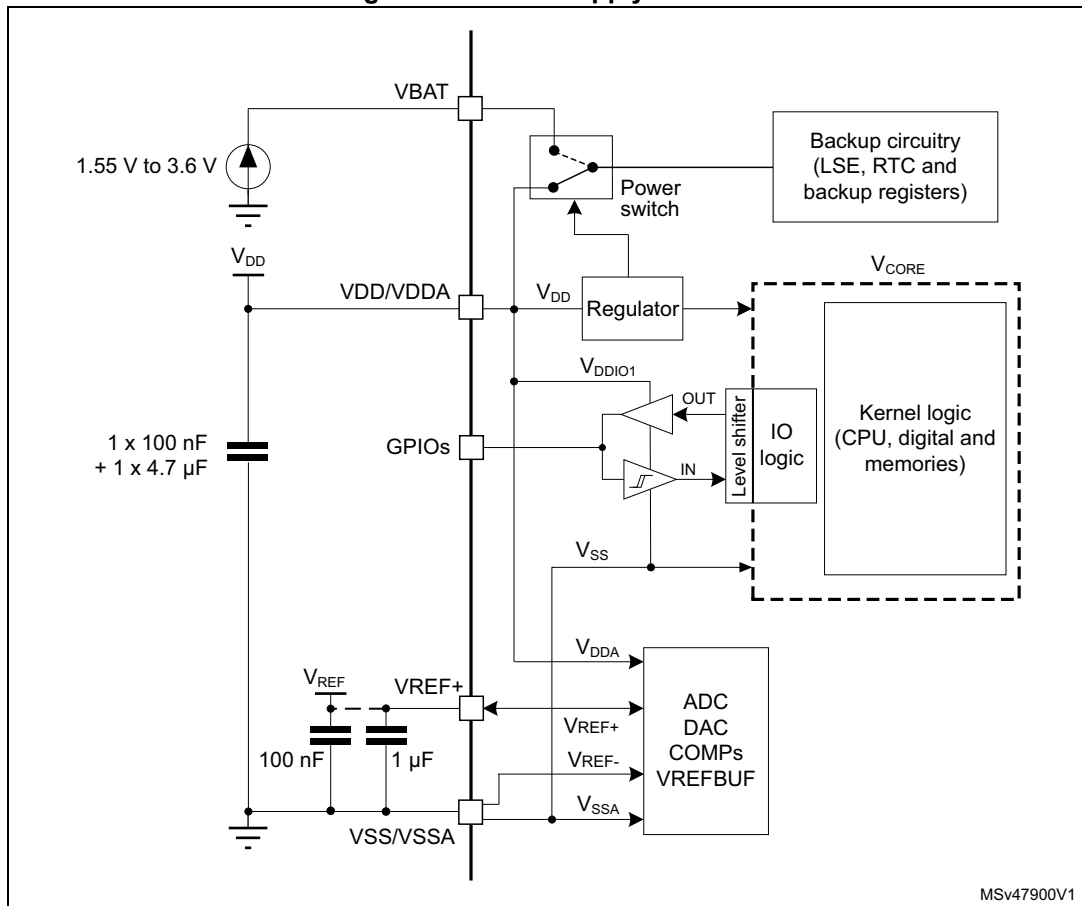 VBAT
1.55 V to 3.6 V
Power
switch
Backup circuitry
(LSE, RTC and
backup registers)
VDD
VDD/VDDA
VDD
Regulator
VCORE
VDDIO1
OUT
GPIOs
IN
Level shifter
IO
logic
Kernel logic
(CPU, digital and
memories)
1 x 100 nF
+ 1 x 4.7 µF
VSS
VDDA
VREF
VREF+
VREF+
ADC
DAC
COMPs
VREFBUF
100 nF
1 µF
VREF-
VSSA
VSS/VSSA
MSv47900V1